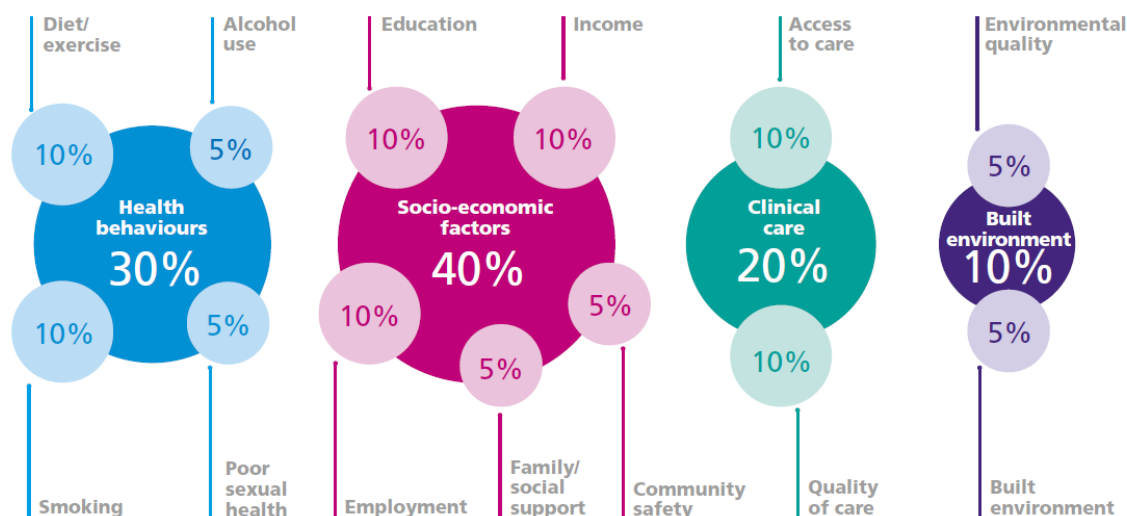 Diet/
exercise
Alcohol
use
Education
Income
Access
to care
Environmental
quality
10%
5%
10%
10%
10%
5%
Health
behaviours
30%
Socio-economic
factors
40%
Clinical
care
20%
Built
environment
10%
10%
5%
10%
5%
5%
10%
5%
Smoking
Poor
sexual
health
Employment
Family/
social
support
Community
safety
Quality
of care
Built
environment